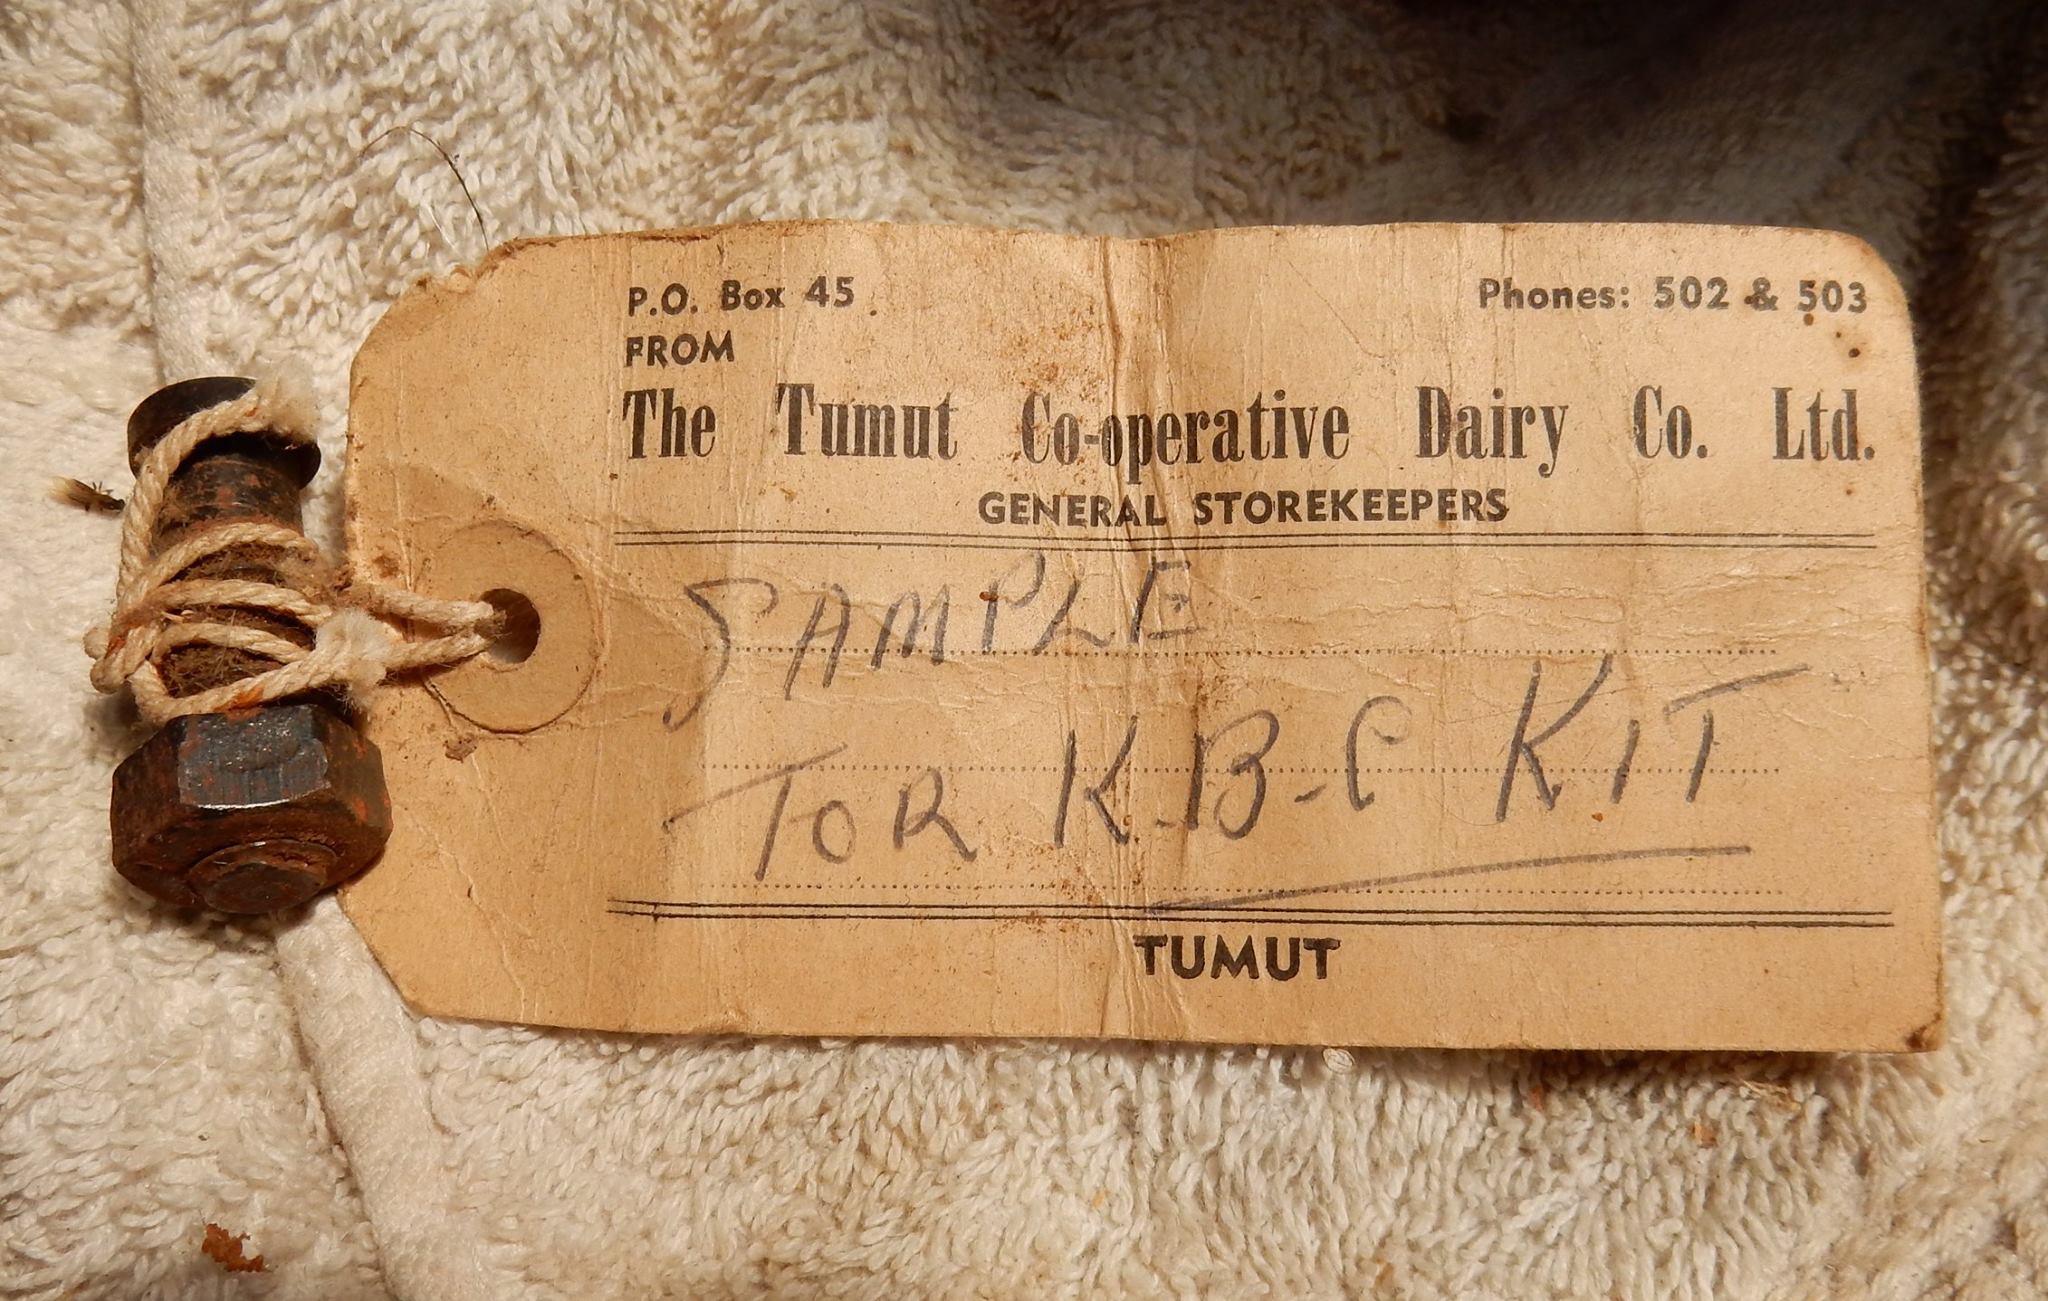 P.O. Box 45 Phones: 502 & 503
FROM
The Tumut Co-operative Dairy Co. Ltd.
GENERAL STOREKEEPERS
SAMPLE
FOR K.B-C KIT
TUMUT